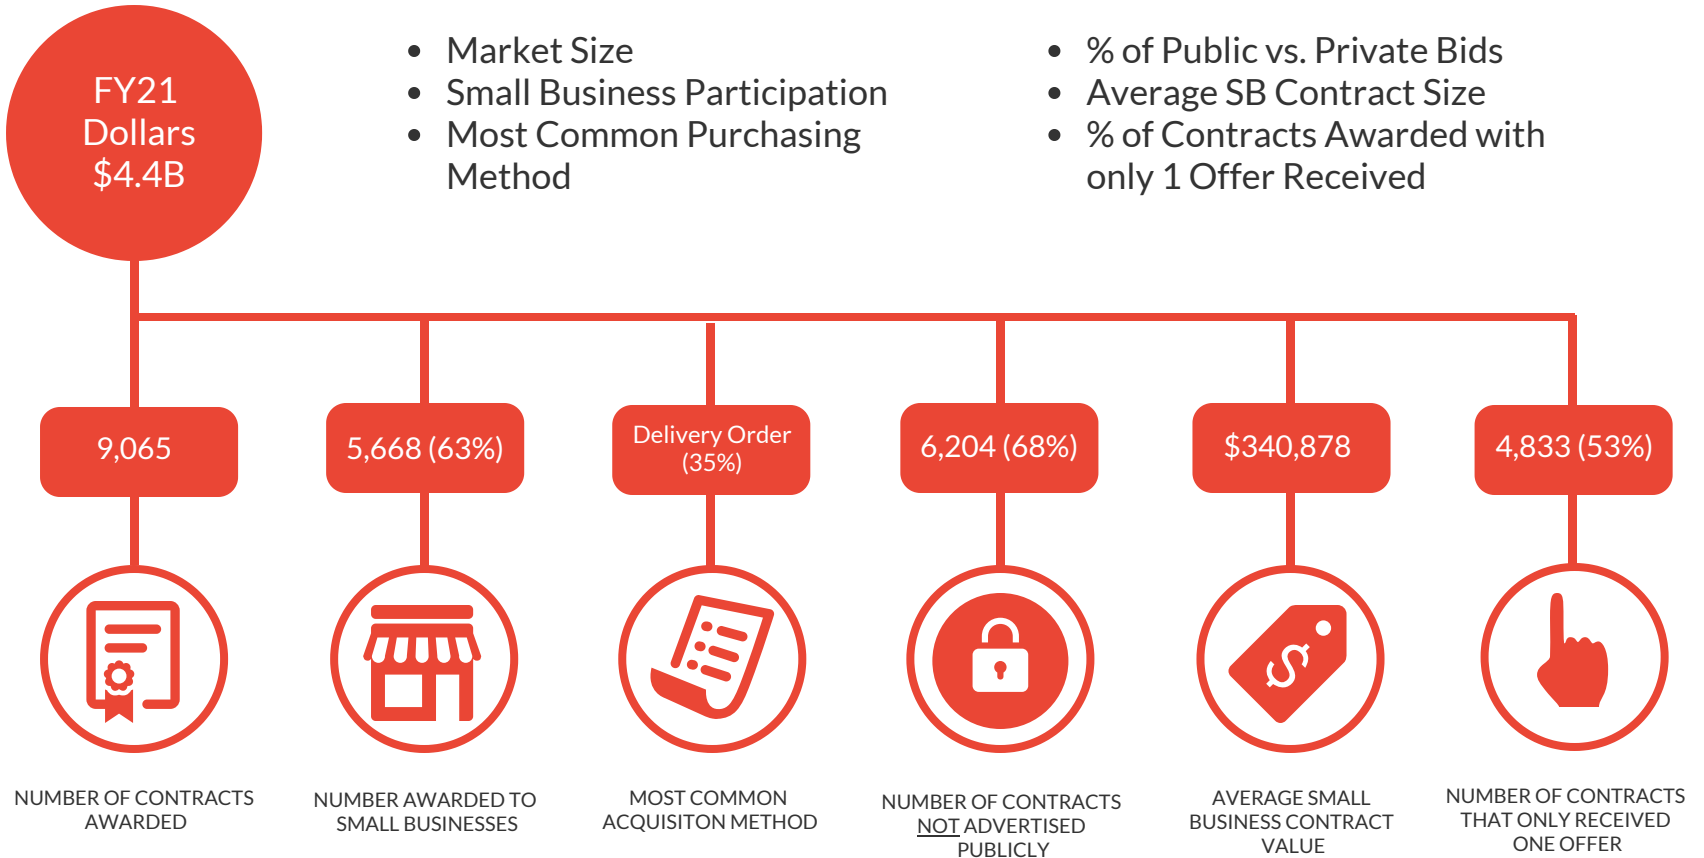 FY21
Dollars
$4.4B
• Market Size
• Small Business Participation
• Most Common Purchasing
Method
• % of Public vs. Private Bids
• Average SB Contract Size
• % of Contracts Awarded with
only 1 Offer Received
9,065
5,668 (63%)
Delivery Order
(35%)
6,204 (68%)
$340,878
4,833 (53%)
$
NUMBER OF CONTRACTS
AWARDED
NUMBER AWARDED TO
SMALL BUSINESSES
MOST COMMON
ACQUISITON METHOD
NUMBER OF CONTRACTS
NOT ADVERTISED
PUBLICLY
AVERAGE SMALL
BUSINESS CONTRACT
VALUE
NUMBER OF CONTRACTS
THAT ONLY RECEIVED
ONE OFFER